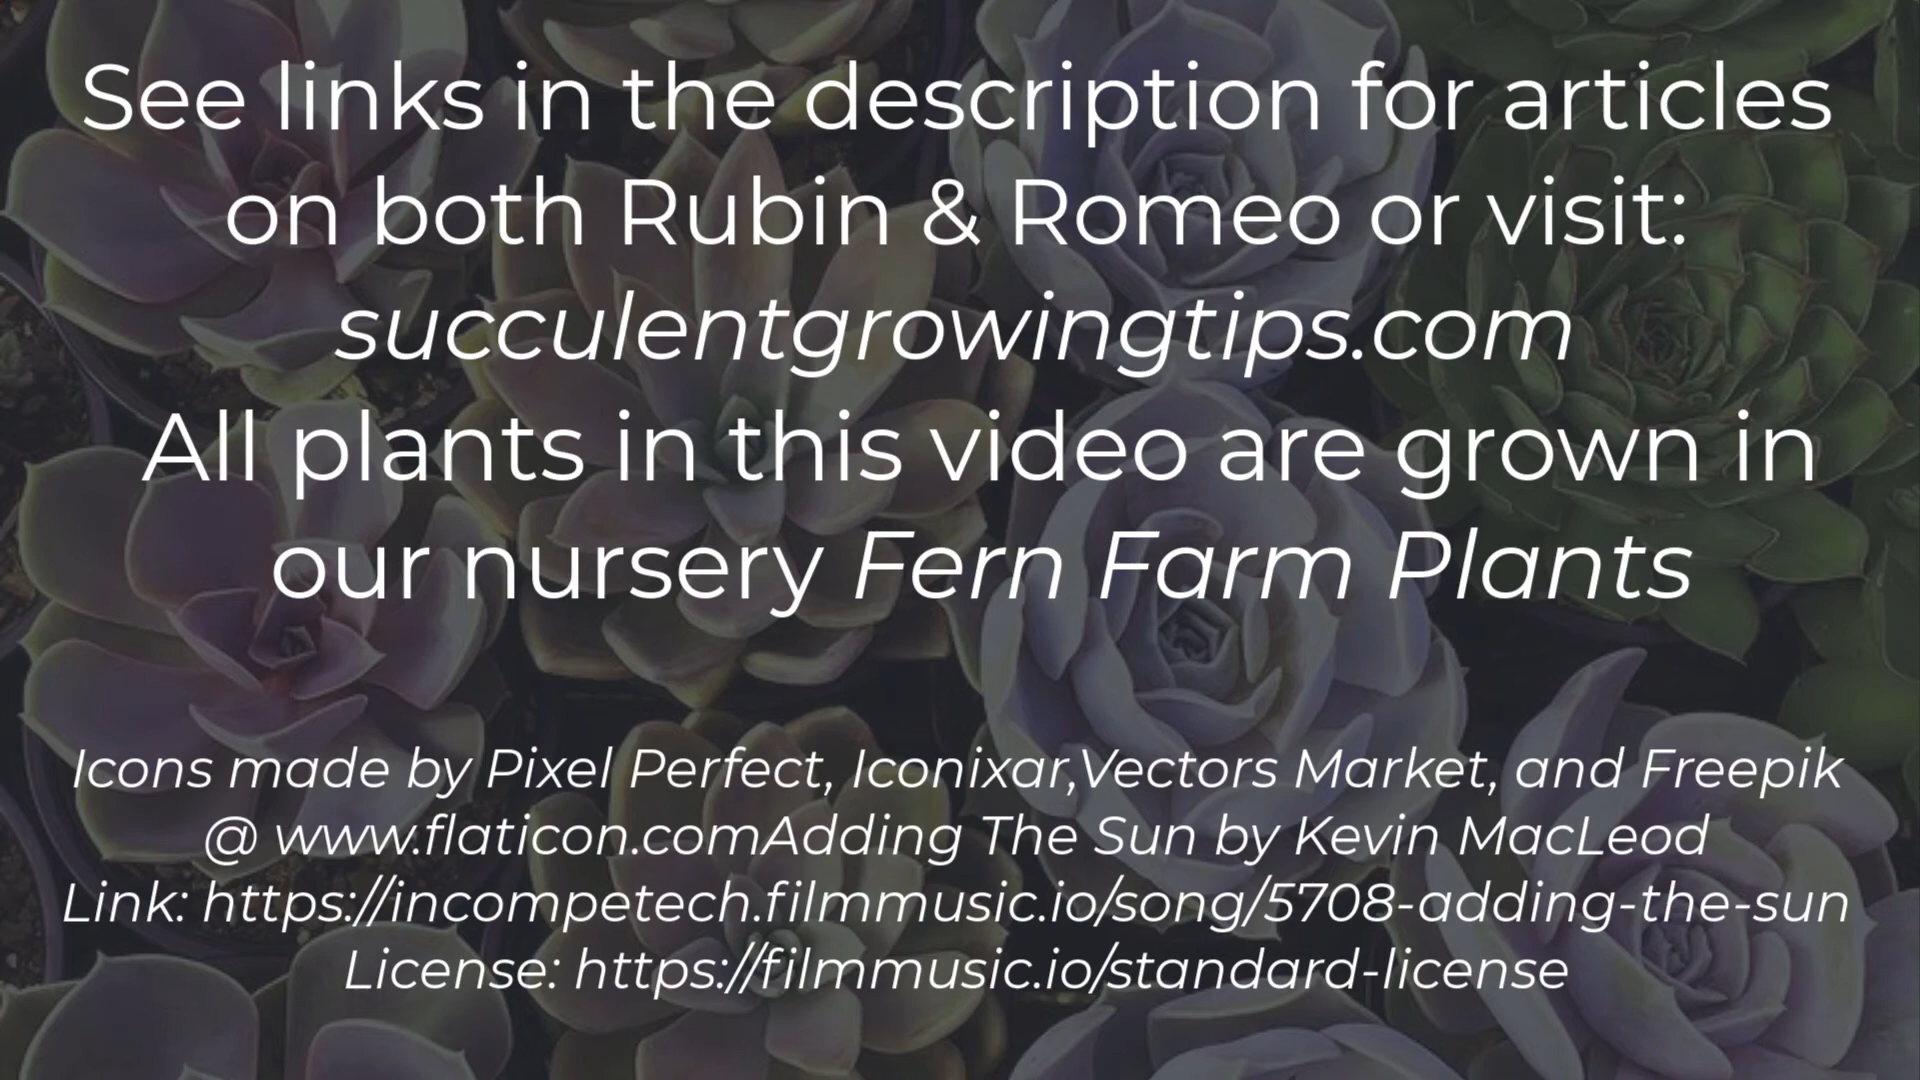 See links in the description for articles
on both Rubin & Romeo or visit:
succulentgrowingtips.com
All plants in this video are grown in
our nursery Fern Farm Plants
Icons made by Pixel Perfect, Iconixar,Vectors Market, and Freepik
@ www.flaticon.comAdding The Sun by Kevin MacLeod
Link: https://incompetech.filmmusic.io/song/5708-adding-the-sun
License: https://filmmusic.io/standard-license